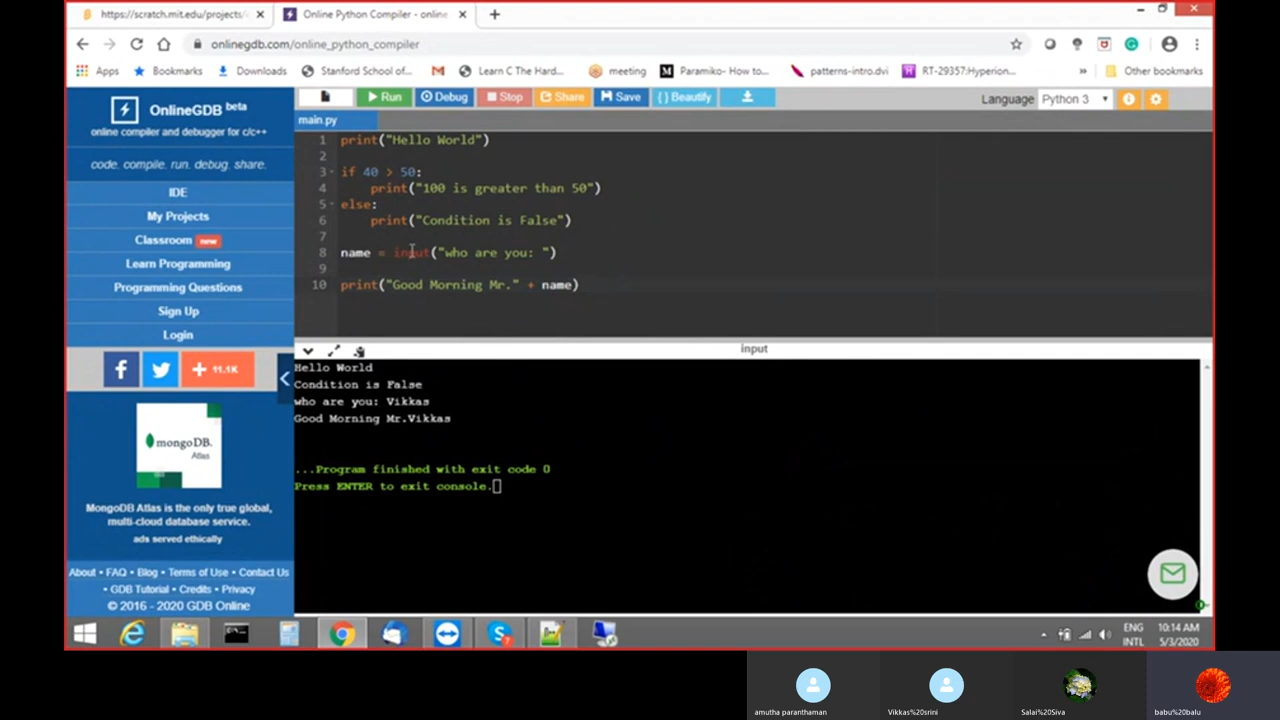 https://scratch.mit.edu/projects/
Online Python Compiler - online
onlinegdb.com/online_python_compiler
Apps
Bookmarks
Downloads
Stanford School of...
Learn C The Hard...
meeting
Paramiko- How to...
patterns-intro.dvi
RT-29357:Hyperion...
»
Other bookmarks
OnlineGDB beta
online compiler and debugger for c/c++
code. compile. run. debug. share.
IDE
My Projects
Classroom new
Learn Programming
Programming Questions
Sign Up
Login
11.1K
mongoDB.
Atlas
MongoDB Atlas is the only true global,
multi-cloud database service.
ads served ethically
About • FAQ • Blog • Terms of Use • Contact Us
• GDB Tutorial • Credits • Privacy
© 2016 - 2020 GDB Online
Run
Debug
Stop
Share
Save
{ } Beautify
Language Python 3
main.py
1 print("Hello World")
2
3 if 40 > 50:
4 print("100 is greater than 50")
5 else:
6 print("Condition is False")
7
8 name = input("who are you: ")
9
10 print("Good Morning Mr." + name)
input
Hello World
Condition is False
who are you: Vikkas
Good Morning Mr.Vikkas
...Program finished with exit code 0
Press ENTER to exit console.
ENG
INTL
10:14 AM
5/3/2020
amutha paranthaman
Vikkas%20srini
Salai%20Siva
babu%20balu